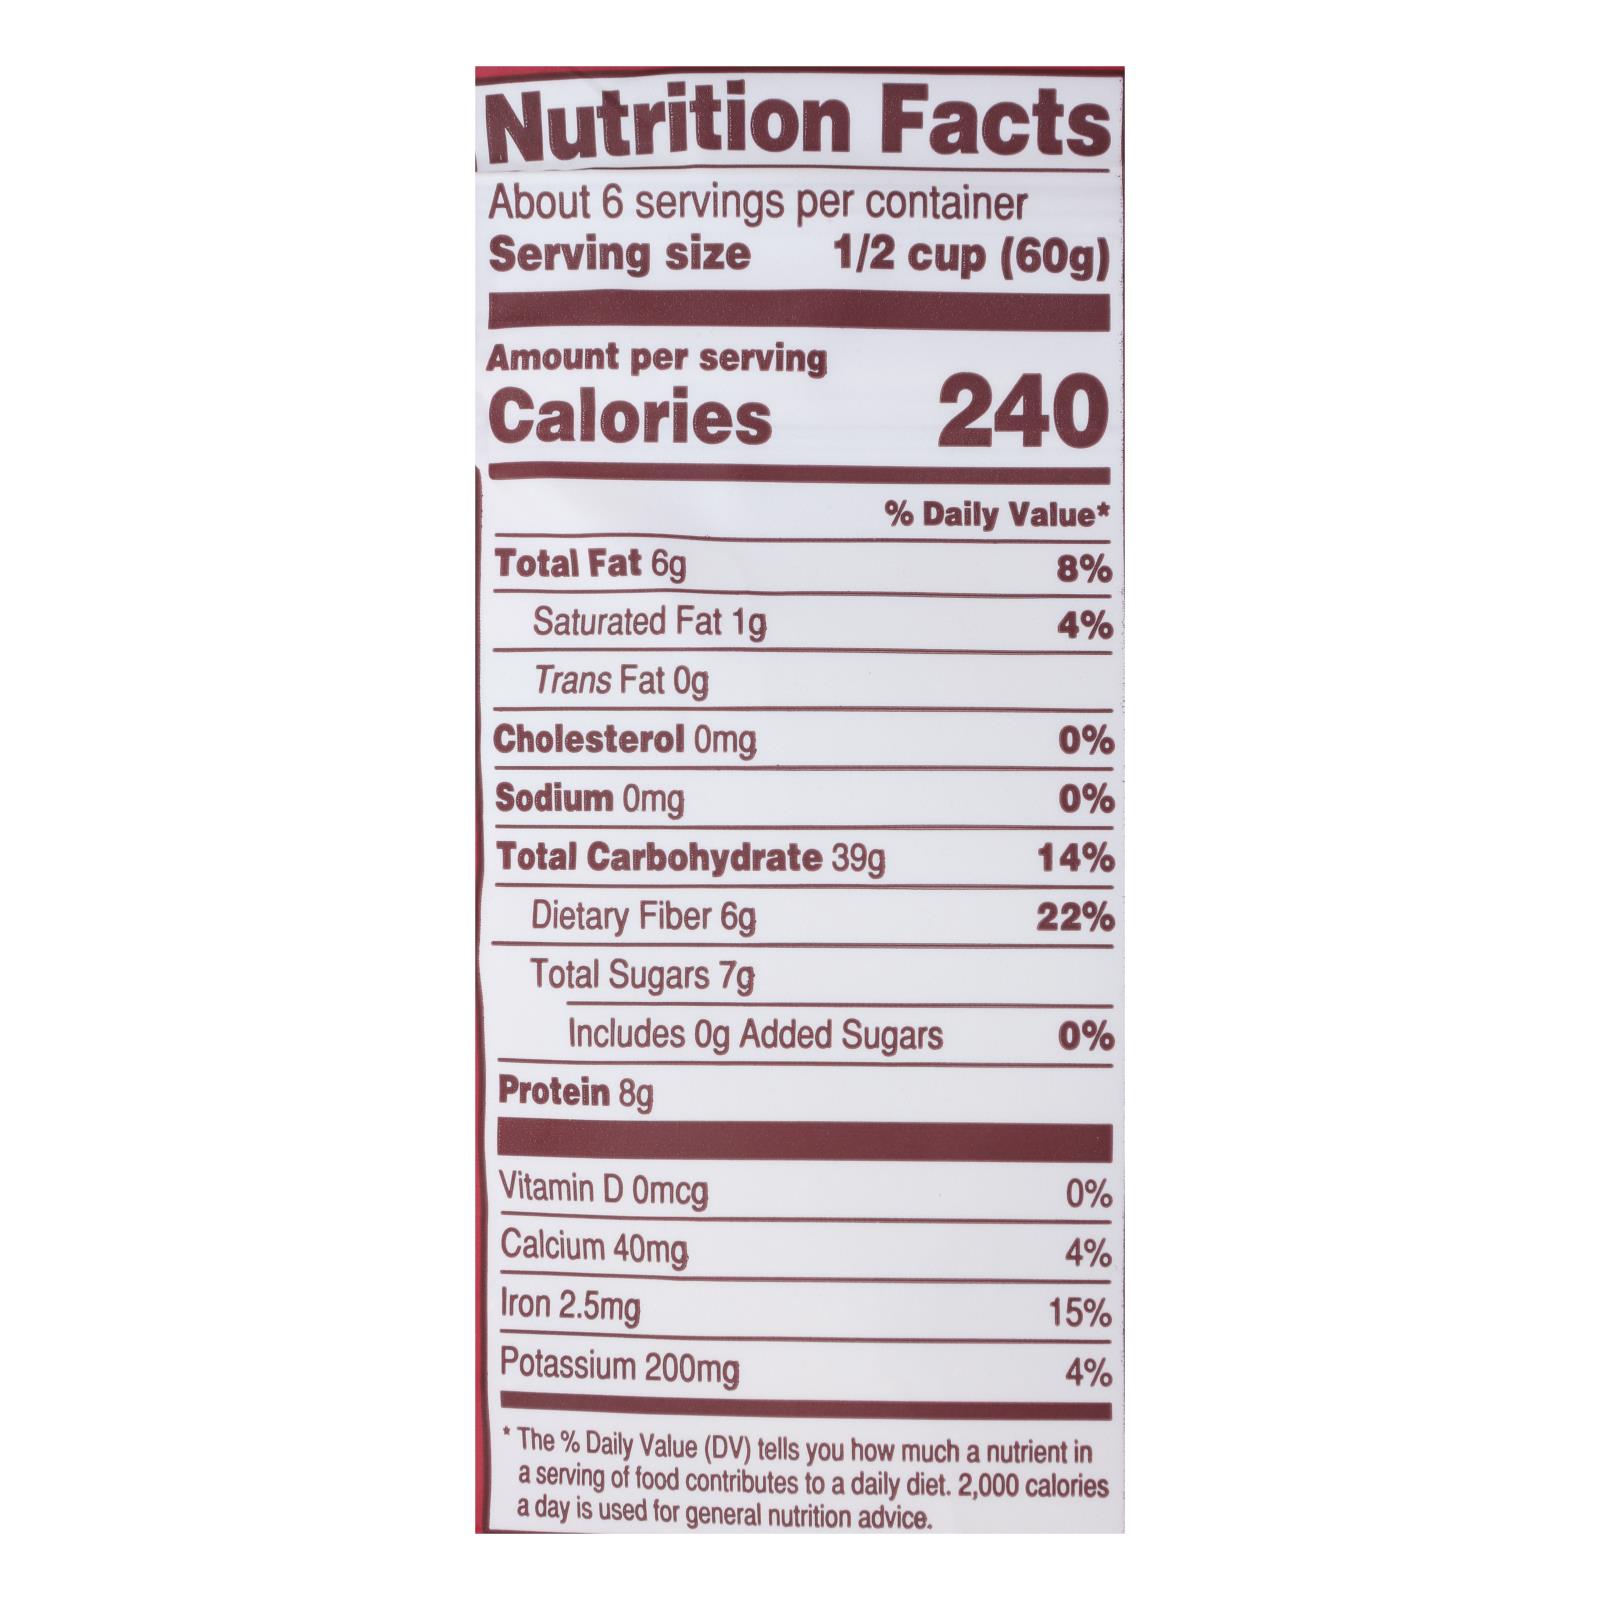 Nutrition Facts
About 6 servings per container
Serving size 1/2 cup (60g)
Amount per serving
Calories 240
% Daily Value*
Total Fat 6g 8%
Saturated Fat 1g 4%
Trans Fat 0g
Cholesterol 0mg 0%
Sodium 0mg 0%
Total Carbohydrate 39g 14%
Dietary Fiber 6g 22%
Total Sugars 7g
Includes 0g Added Sugars 0%
Protein 8g
Vitamin D 0mcg 0%
Calcium 40mg 4%
Iron 2.5mg 15%
Potassium 200mg 4%
* The % Daily Value (DV) tells you how much a nutrient in
a serving of food contributes to a daily diet. 2,000 calories
a day is used for general nutrition advice.